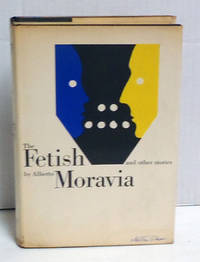 The
Fetish
and other stories
by Alberto
Moravia